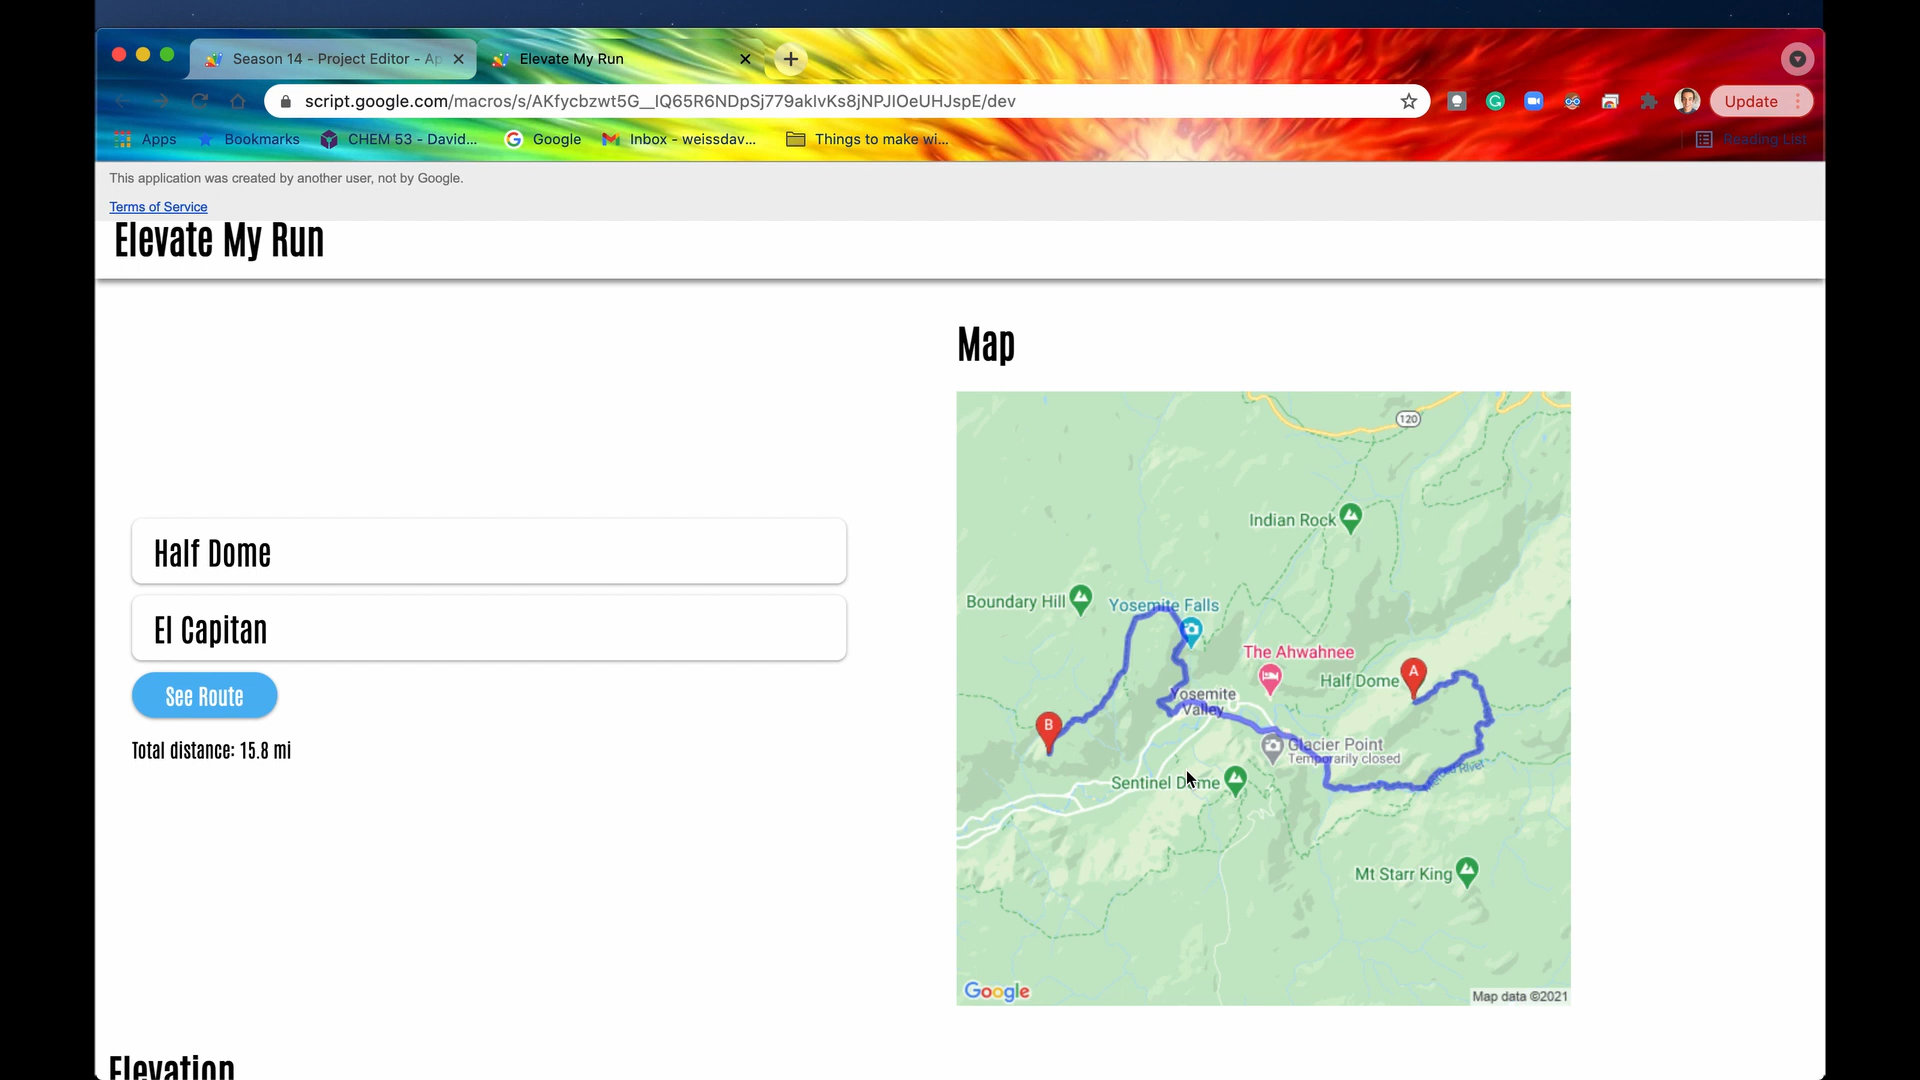 Season 14 - Project Editor - Ap
Elevate My Run
script.google.com/macros/s/AKfycbzwt5G__IQ65R6NDpSj779akIvKs8jNPJIOeUHJspE/dev
Update
Apps
Bookmarks
CHEM 53 - David...
Google
Inbox - weissdav...
Things to make wi...
Reading List
This application was created by another user, not by Google.
Terms of Service
Elevate My Run
Map
Half Dome
El Capitan
See Route
Total distance: 15.8 mi
120
Indian Rock
Boundary Hill
Yosemite Falls
The Ahwahnee
Half Dome
A
Yosemite
Valley
B
Glacier Point
Temporarily closed
Sentinel Dome
Mt Starr King
Google
Map data ©2021
Elevation